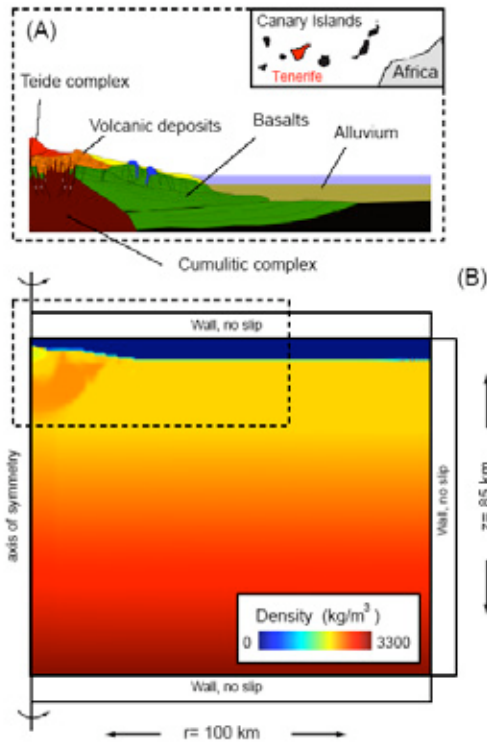 (A)
Canary Islands
Tenerife
Africa
Teide complex
Volcanic deposits
Basalts
Alluvium
Cumulitic complex
(B)
Wall, no slip
axis of symmetry
Wall, no slip
z= 85 km
Density (kg/m³)
0 3300
Wall, no slip
r= 100 km